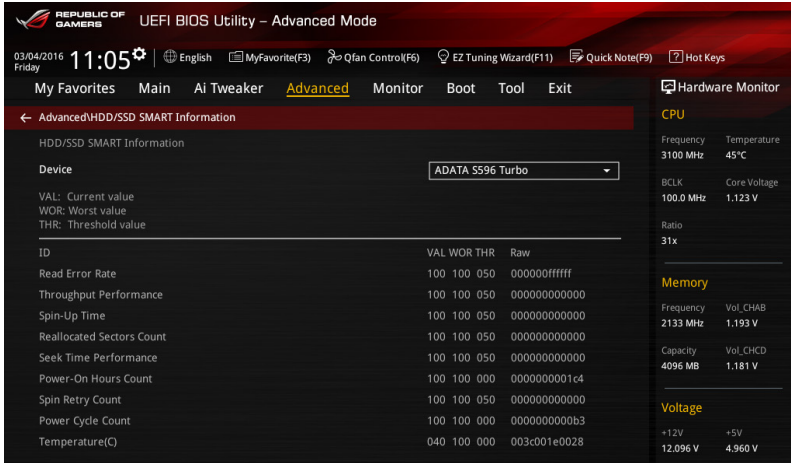 REPUBLIC OF
GAMERS
UEFI BIOS Utility – Advanced Mode
03/04/2016
Friday
11:05
English
MyFavorite(F3)
Qfan Control(F6)
EZ Tuning Wizard(F11)
Quick Note(F9)
? Hot Keys
My Favorites Main Ai Tweaker Advanced Monitor Boot Tool Exit
Advanced\HDD/SSD SMART Information
HDD/SSD SMART Information
Device ADATA S596 Turbo
VAL: Current value
WOR: Worst value
THR: Threshold value
ID VAL WOR THR Raw
Read Error Rate 100 100 050 000000ffffff
Throughput Performance 100 100 050 000000000000
Spin-Up Time 100 100 050 000000000000
Reallocated Sectors Count 100 100 050 000000000000
Seek Time Performance 100 100 050 000000000000
Power-On Hours Count 100 100 000 0000000001c4
Spin Retry Count 100 100 050 000000000000
Power Cycle Count 100 100 000 0000000000b3
Temperature(C) 040 100 000 003c001e0028
Hardware Monitor
CPU
Frequency Temperature
3100 MHz 45°C
BCLK Core Voltage
100.0 MHz 1.123 V
Ratio
31x
Memory
Frequency Vol_CHAB
2133 MHz 1.193 V
Capacity Vol_CHCD
4096 MB 1.181 V
Voltage
+12V +5V
12.096 V 4.960 V